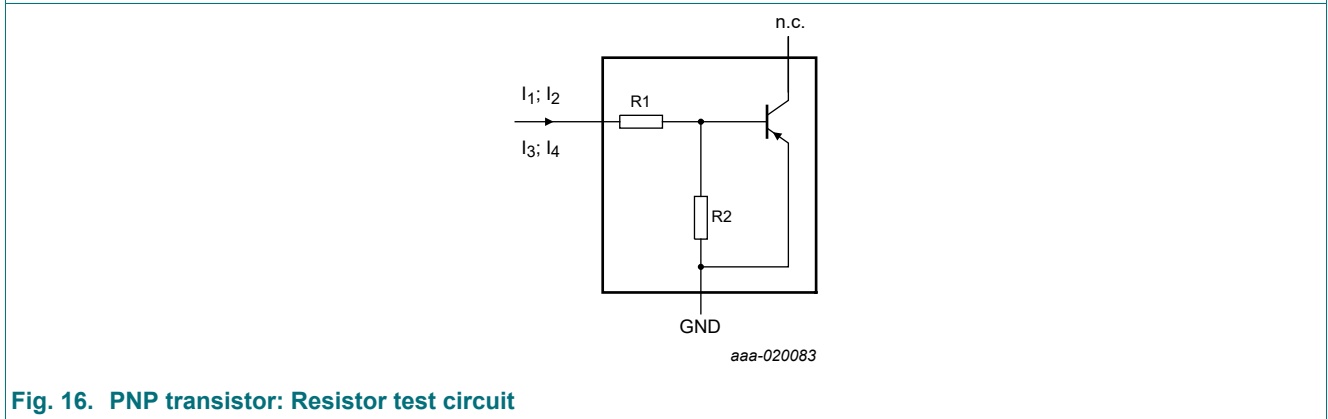 n.c.
I1; I2
R1
I3; I4
R2
GND
aaa-020083
Fig. 16. PNP transistor: Resistor test circuit